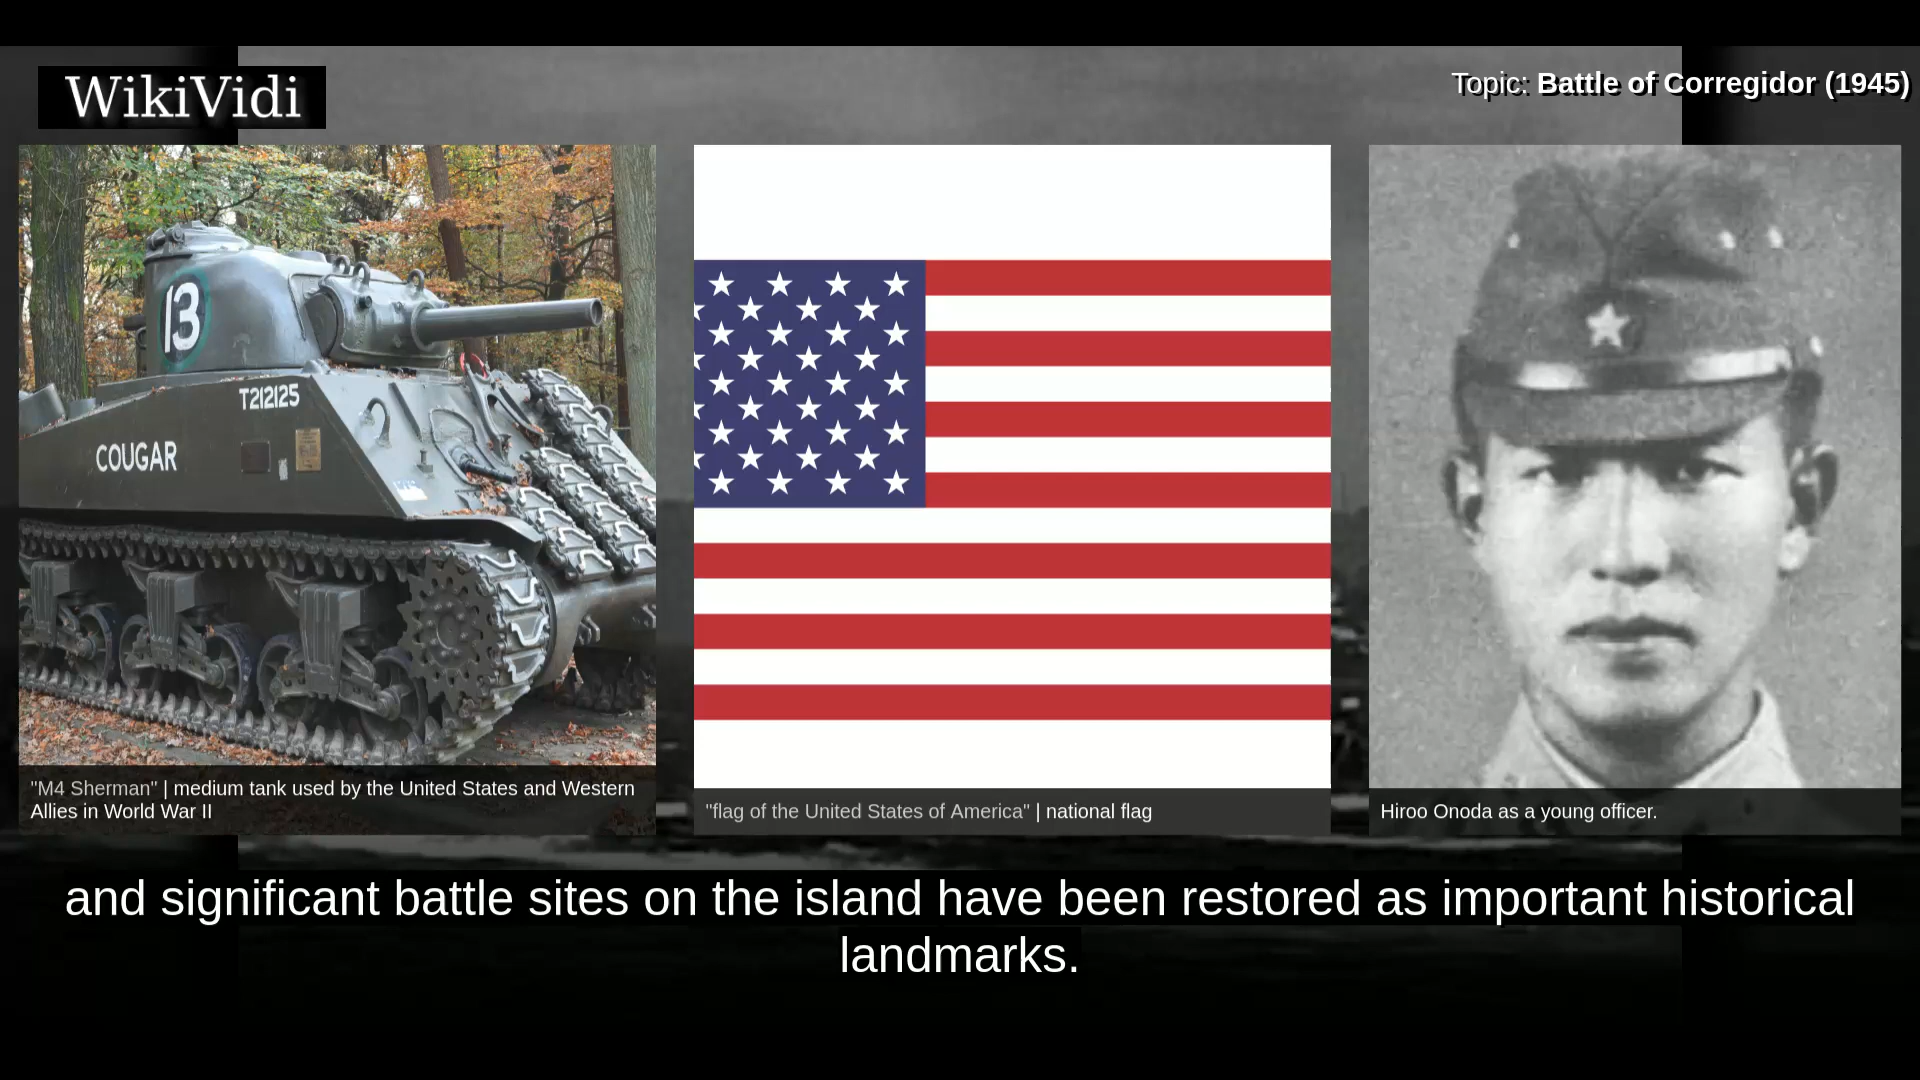 WikiVidi
Topic: Battle of Corregidor (1945)
13
T212125
COUGAR
"M4 Sherman" | medium tank used by the United States and Western
Allies in World War II
"flag of the United States of America" | national flag
Hiroo Onoda as a young officer.
and significant battle sites on the island have been restored as important historical
landmarks.